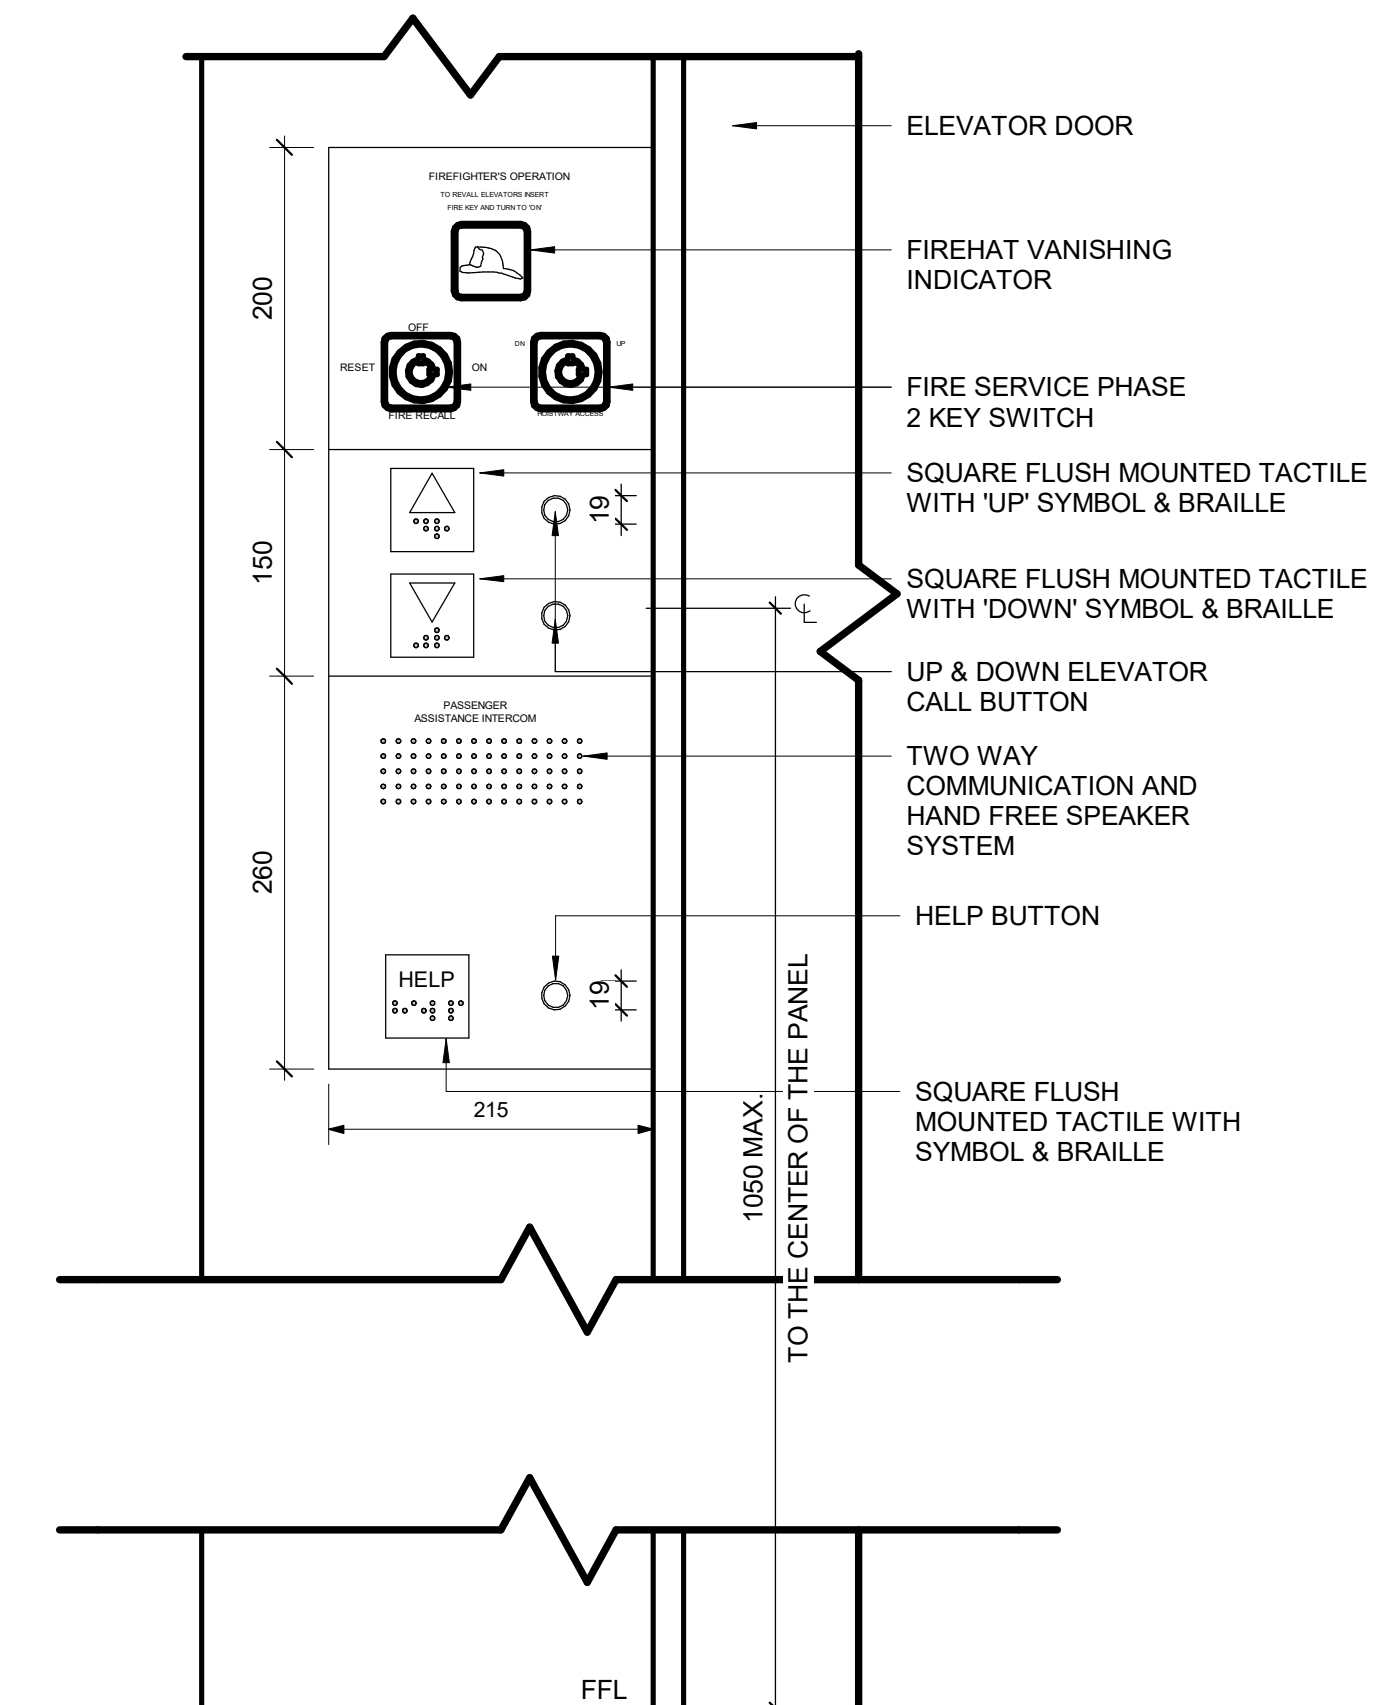 ELEVATOR DOOR
FIREFIGHTER'S OPERATION
TO REVALL ELEVATORS INSERT
FIRE KEY AND TURN TO 'ON'
FIREHAT VANISHING
INDICATOR
200
OFF
RESET
ON
FIRE RECALL
DN
UP
HOISTWAY ACCESS
FIRE SERVICE PHASE
2 KEY SWITCH
SQUARE FLUSH MOUNTED TACTILE
WITH 'UP' SYMBOL & BRAILLE
19
150
SQUARE FLUSH MOUNTED TACTILE
WITH 'DOWN' SYMBOL & BRAILLE
CL
UP & DOWN ELEVATOR
CALL BUTTON
PASSENGER
ASSISTANCE INTERCOM
TWO WAY
COMMUNICATION AND
HAND FREE SPEAKER
SYSTEM
260
HELP BUTTON
HELP
19
SQUARE FLUSH
MOUNTED TACTILE WITH
SYMBOL & BRAILLE
215
1050 MAX.
TO THE CENTER OF THE PANEL
FFL